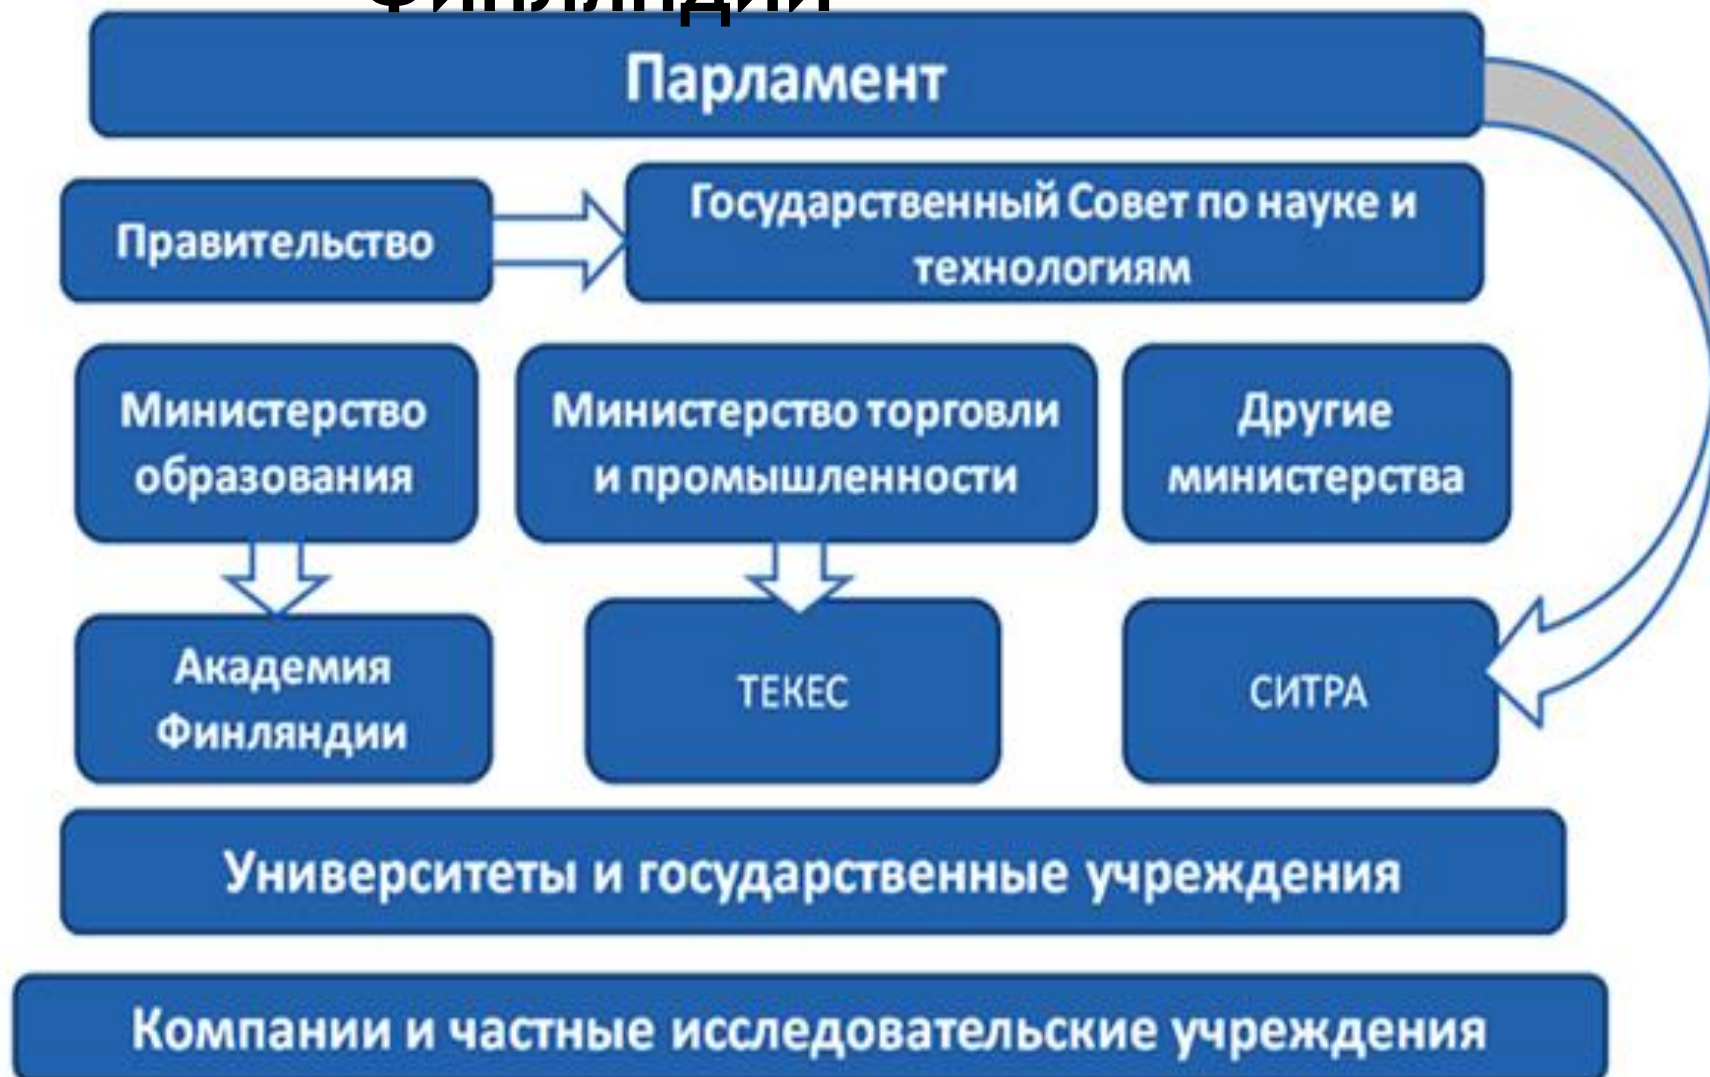 Финляндии
Парламент
Правительство
Государственный Совет по науке и
технологиям
Министерство
образования
Министерство торговли
и промышленности
Другие
министерства
Академия
Финляндии
ТЕКЕС
СИТРА
Университеты и государственные учреждения
Компании и частные исследовательские учреждения